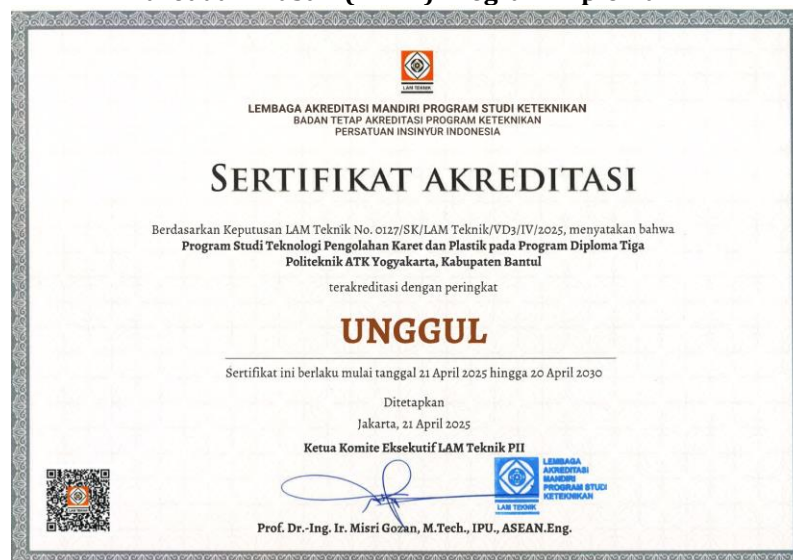 LAM TEKNIK
LEMBAGA AKREDITASI MANDIRI PROGRAM STUDI KETEKNIKAN
BADAN TETAP AKREDITASI PROGRAM KETEKNIKAN
PERSATUAN INSINYUR INDONESIA
SERTIFIKAT AKREDITASI
Berdasarkan Keputusan LAM Teknik No. 0127/SK/LAM Teknik/VD3/IV/2025, menyatakan bahwa
Program Studi Teknologi Pengolahan Karet dan Plastik pada Program Diploma Tiga
Politeknik ATK Yogyakarta, Kabupaten Bantul
terakreditasi dengan peringkat
UNGGUL
Sertifikat ini berlaku mulai tanggal 21 April 2025 hingga 20 April 2030
Ditetapkan
Jakarta, 21 April 2025
Ketua Komite Eksekutif LAM Teknik PII
LEMBAGA
AKREDITASI
MANDIRI
PROGRAM STUDI
KETEKNIKAN
LAM TEKNIK
Prof. Dr.-Ing. Ir. Misri Gozan, M.Tech., IPU., ASEAN.Eng.